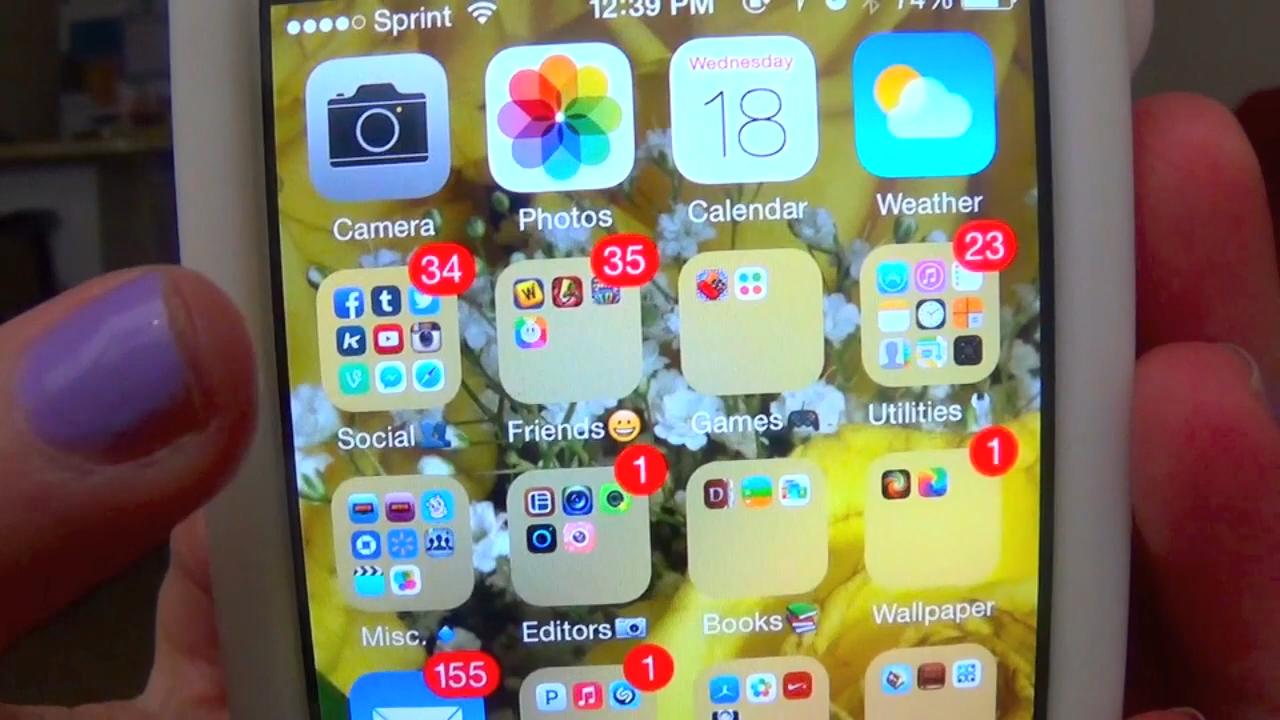 Sprint 12:39 PM 74%
Wednesday
18
Camera Photos Calendar Weather
34 35 23
Social Friends Games Utilities
1 1
Misc. Editors Books Wallpaper
155 1